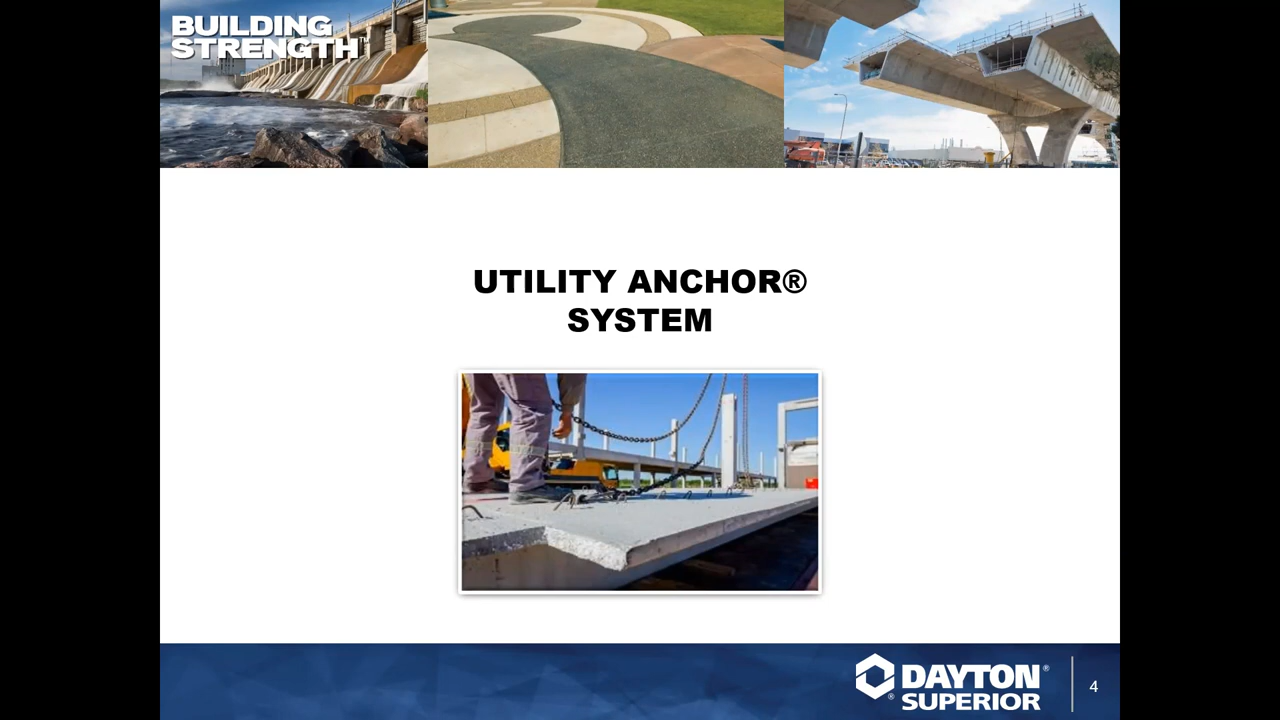 BUILDING
STRENGTH™
UTILITY ANCHOR®
SYSTEM
DAYTON®
®SUPERIOR
4